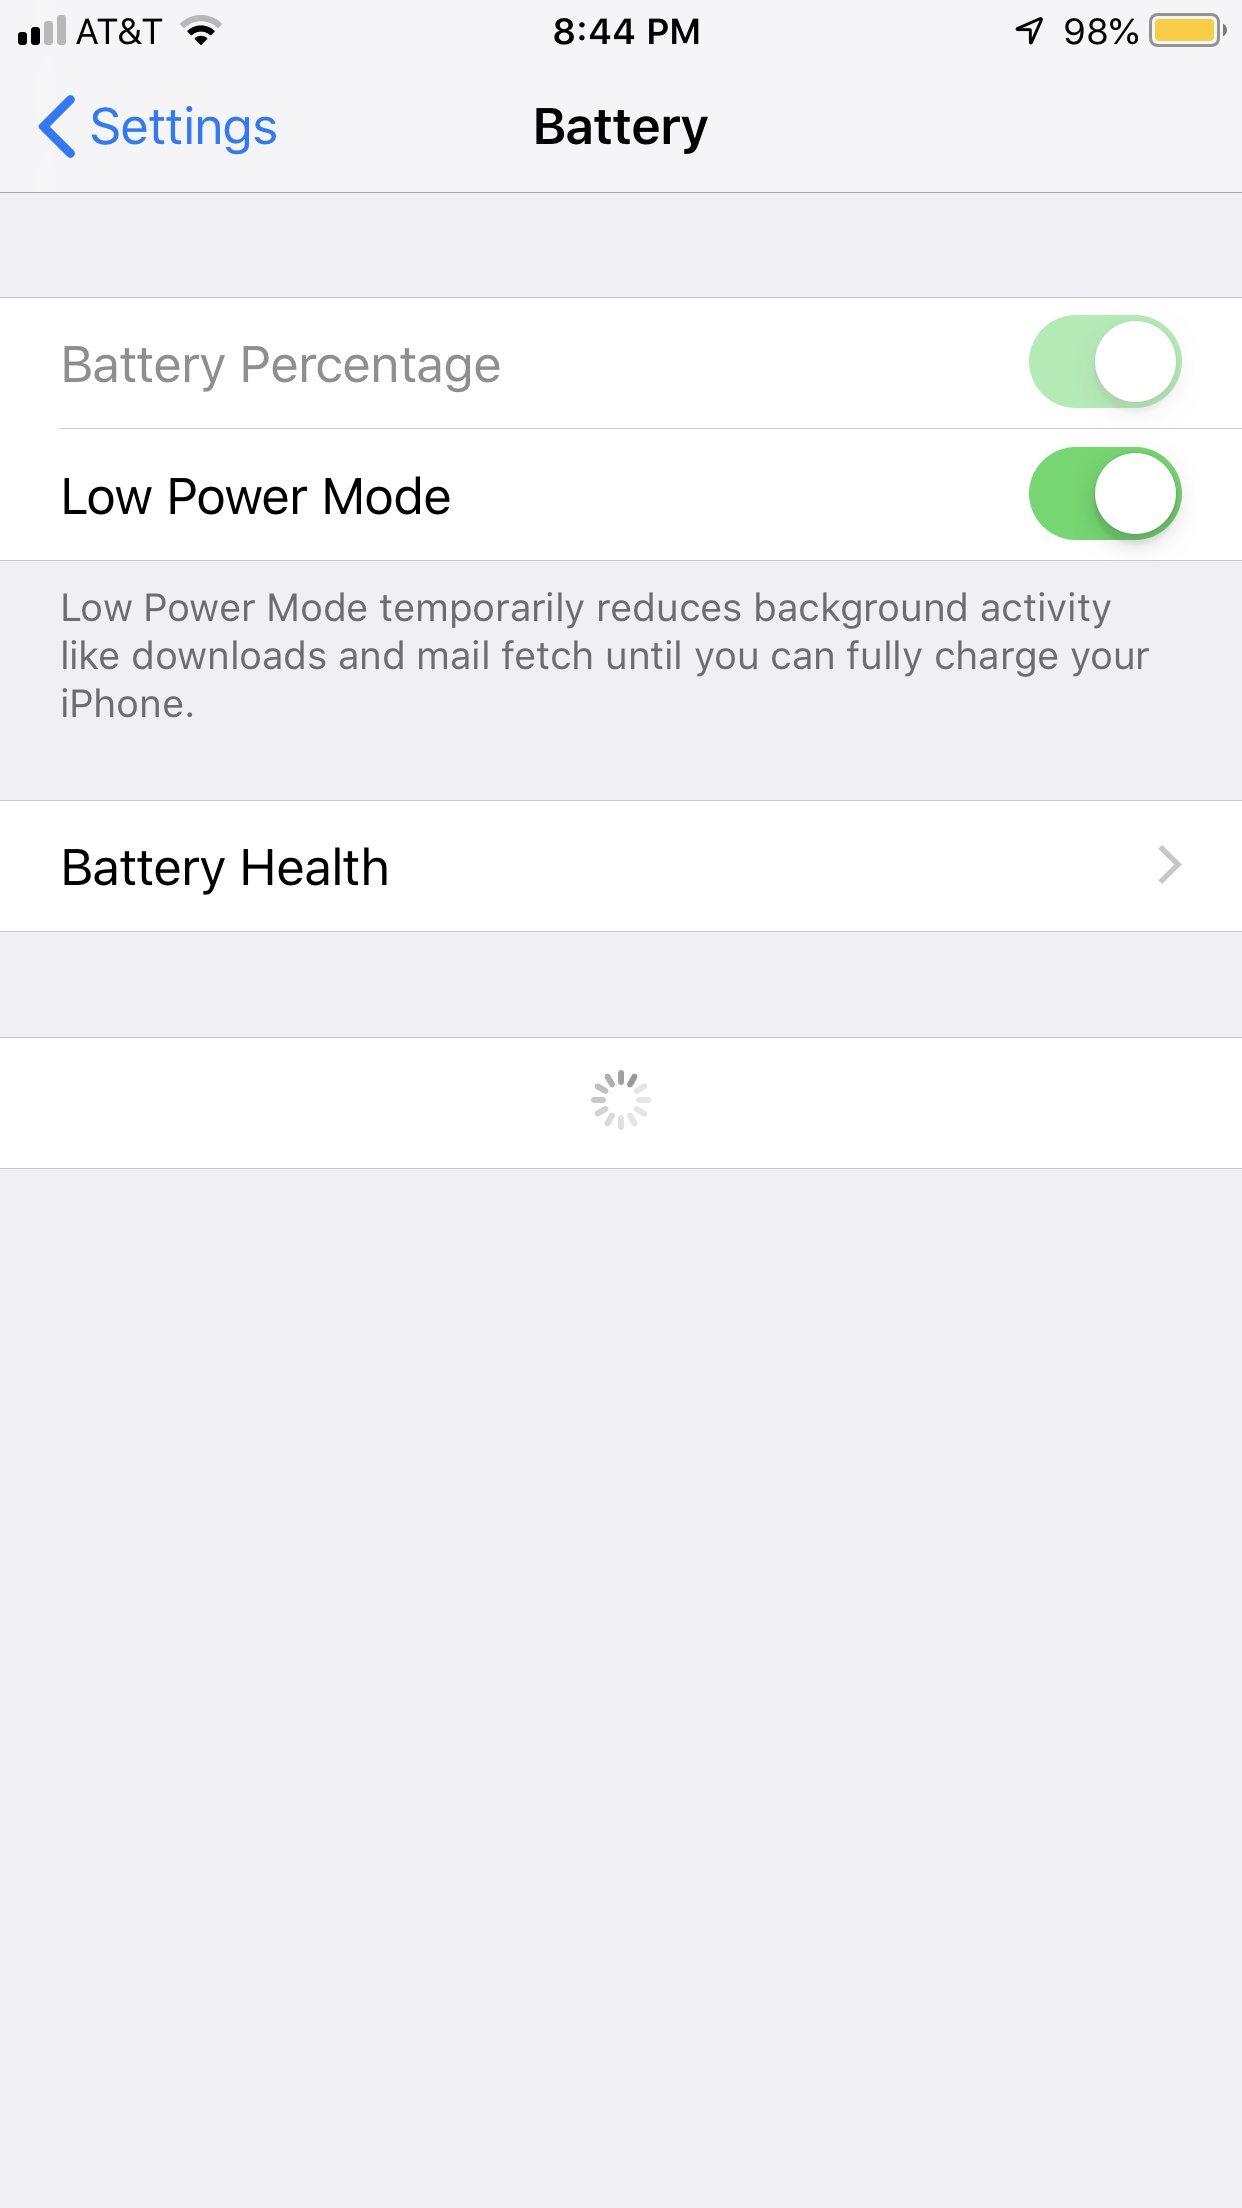 AT&T 8:44 PM 98%
Settings Battery
Battery Percentage
Low Power Mode
Low Power Mode temporarily reduces background activity
like downloads and mail fetch until you can fully charge your
iPhone.
Battery Health